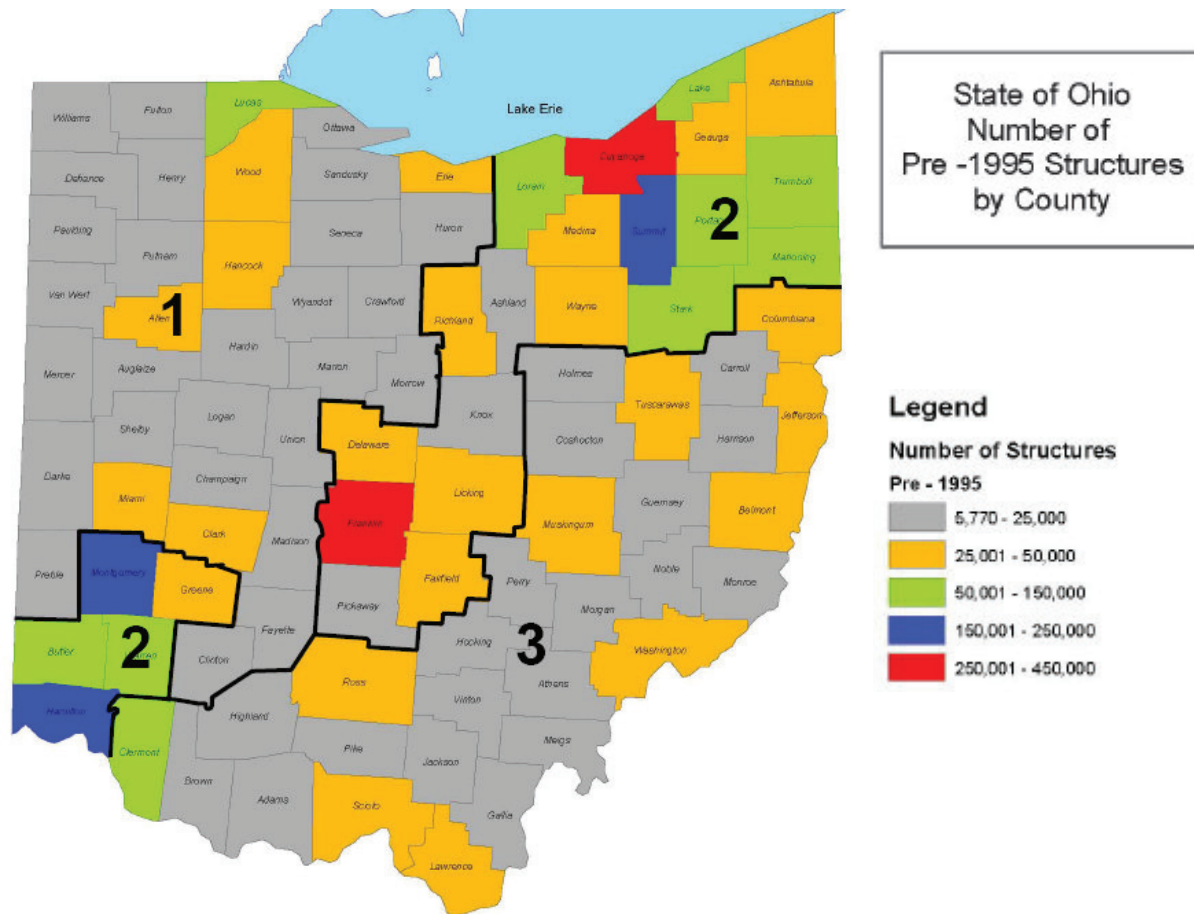 State of Ohio
Number of
Pre -1995 Structures
by County
Lake Erie
Williams
Fulton
Lucas
Ottawa
Lake
Ashtabula
Geauga
Cuyahoga
Defiance
Henry
Wood
Sandusky
Erie
Lorain
Trumbull
Paulding
Putnam
Hancock
Seneca
Huron
Medina
Summit
2
Mahoning
Van Wert
Allen
1
Wyandot
Crawford
Richland
Ashland
Wayne
Stark
Columbiana
Mercer
Auglaize
Hardin
Marion
Morrow
Holmes
Carroll
Shelby
Logan
Union
Knox
Tuscarawas
Jefferson
Delaware
Coshocton
Harrison
Darke
Champaign
Miami
Licking
Guernsey
Belmont
Clark
Franklin
Muskingum
Madison
Preble
Montgomery
Greene
Fairfield
Perry
Noble
Monroe
Pickaway
Morgan
Fayette
Butler
2
Clinton
Hocking
3
Washington
Ross
Athens
Hamilton
Highland
Vinton
Clermont
Pike
Meigs
Jackson
Brown
Adams
Scioto
Gallia
Lawrence
Legend
Number of Structures
Pre - 1995
5,770 - 25,000
25,001 - 50,000
50,001 - 150,000
150,001 - 250,000
250,001 - 450,000